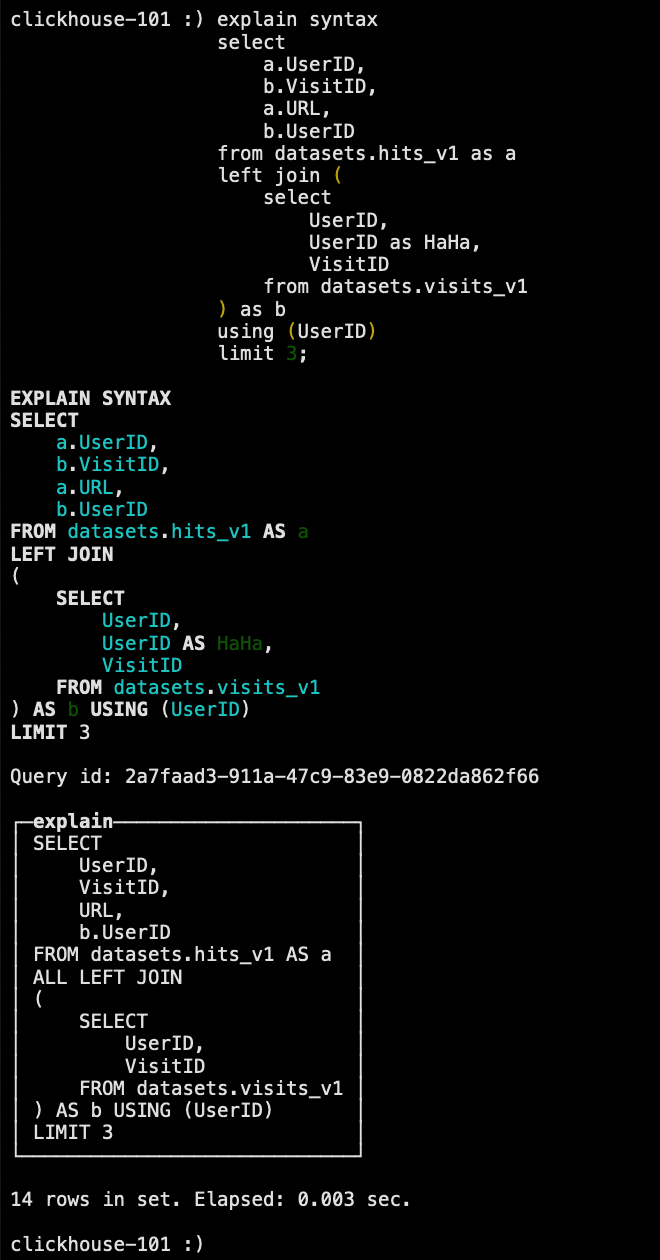 clickhouse-101 :) explain syntax
select
a.UserID,
b.VisitID,
a.URL,
b.UserID
from datasets.hits_v1 as a
left join (
select
UserID,
UserID as HaHa,
VisitID
from datasets.visits_v1
) as b
using (UserID)
limit 3;
EXPLAIN SYNTAX
SELECT
a.UserID,
b.VisitID,
a.URL,
b.UserID
FROM datasets.hits_v1 AS a
LEFT JOIN
(
SELECT
UserID,
UserID AS HaHa,
VisitID
FROM datasets.visits_v1
) AS b USING (UserID)
LIMIT 3
Query id: 2a7faad3-911a-47c9-83e9-0822da862f66
explain
SELECT
UserID,
VisitID,
URL,
b.UserID
FROM datasets.hits_v1 AS a
ALL LEFT JOIN
(
SELECT
UserID,
VisitID
FROM datasets.visits_v1
) AS b USING (UserID)
LIMIT 3
14 rows in set. Elapsed: 0.003 sec.
clickhouse-101 :)